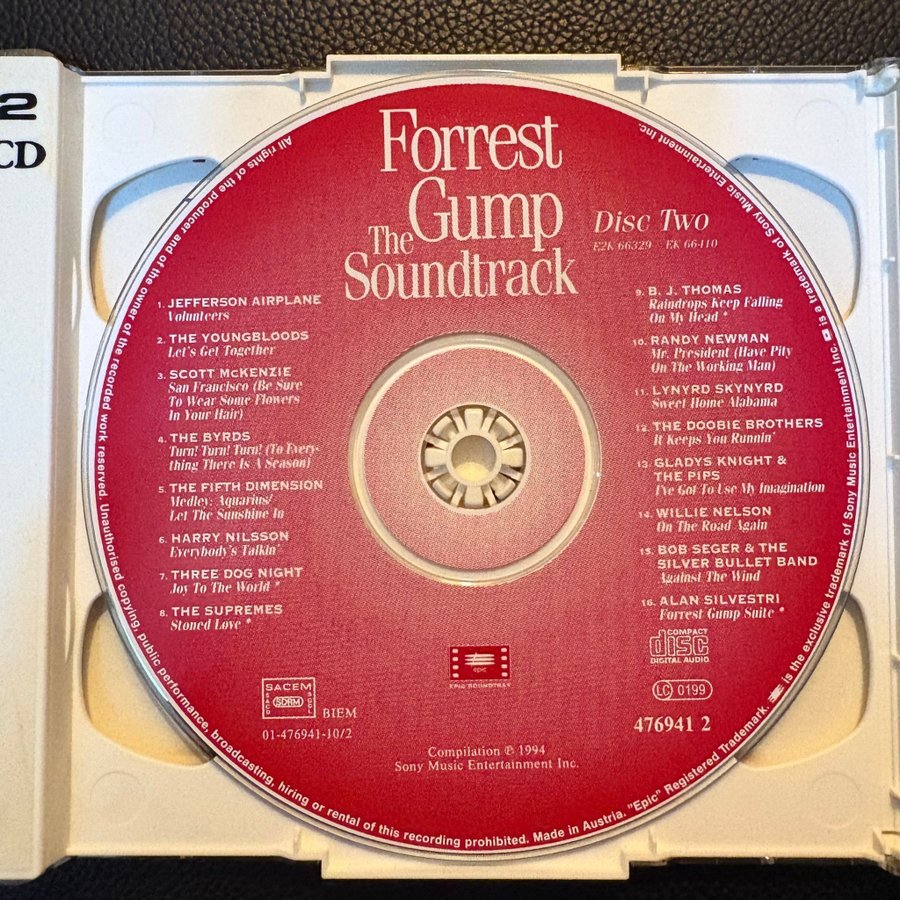 2
CD
Forrest
Gump
The
Soundtrack
Disc Two
E2K 66329 EK 66410
1. JEFFERSON AIRPLANE
Volunteers
2. THE YOUNGBLOODS
Let's Get Together
3. SCOTT McKENZIE
San Francisco (Be Sure
To Wear Some Flowers
In Your Hair)
4. THE BYRDS
Turn! Turn! Turn! (To Every-
thing There Is A Season)
5. THE FIFTH DIMENSION
Medley: Aquarius/
Let The Sunshine In
6. HARRY NILSSON
Everybody's Talkin'
7. THREE DOG NIGHT
Joy To The World *
8. THE SUPREMES
Stoned Love *
9. B. J. THOMAS
Raindrops Keep Falling
On My Head *
10. RANDY NEWMAN
Mr. President (Have Pity
On The Working Man)
11. LYNYRD SKYNYRD
Sweet Home Alabama
12. THE DOOBIE BROTHERS
It Keeps You Runnin'
13. GLADYS KNIGHT &
THE PIPS
I've Got To Use My Imagination
14. WILLIE NELSON
On The Road Again
15. BOB SEGER & THE
SILVER BULLET BAND
Against The Wind
16. ALAN SILVESTRI
Forrest Gump Suite *
COMPACT
disc
DIGITAL AUDIO
epic
EPIC SOUNDTRAX
SACEM
SDRM
BIEM
01-476941-10/2
LC 0199
476941 2
Compilation ℗ 1994
Sony Music Entertainment Inc.
All rights of the producer and of the owner of the recorded work reserved. Unauthorised copying, public performance, broadcasting, hiring or rental of this recording prohibited. Made in Austria. "Epic" Registered Trademark. is the exclusive trademark of Sony Music Entertainment Inc. is a trademark of Sony Music Entertainment Inc.